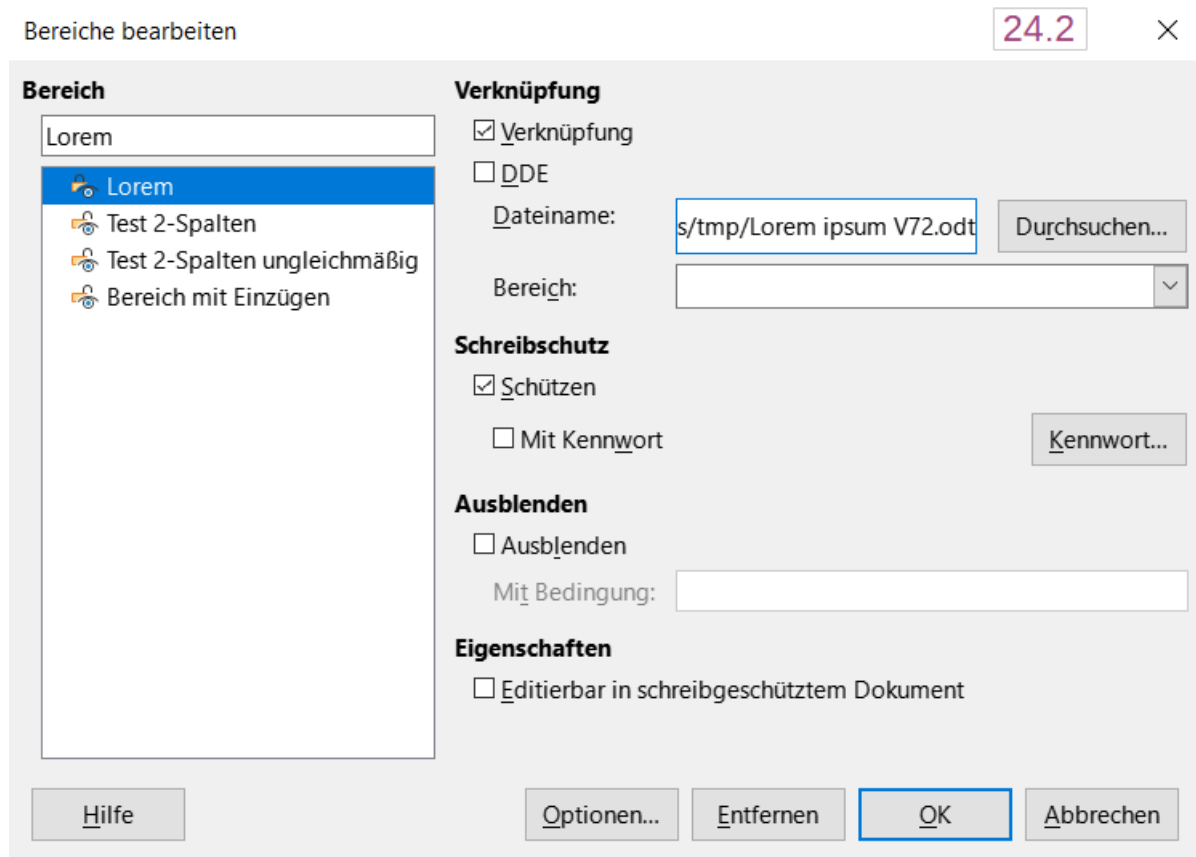 Bereiche bearbeiten 24.2
Bereich
Lorem
Lorem
Test 2-Spalten
Test 2-Spalten ungleichmäßig
Bereich mit Einzügen
Verknüpfung
Verknüpfung
DDE
Dateiname: s/tmp/Lorem ipsum V72.odt Durchsuchen...
Bereich:
Schreibschutz
Schützen
Mit Kennwort Kennwort...
Ausblenden
Ausblenden
Mit Bedingung:
Eigenschaften
Editierbar in schreibgeschütztem Dokument
Hilfe Optionen... Entfernen OK Abbrechen